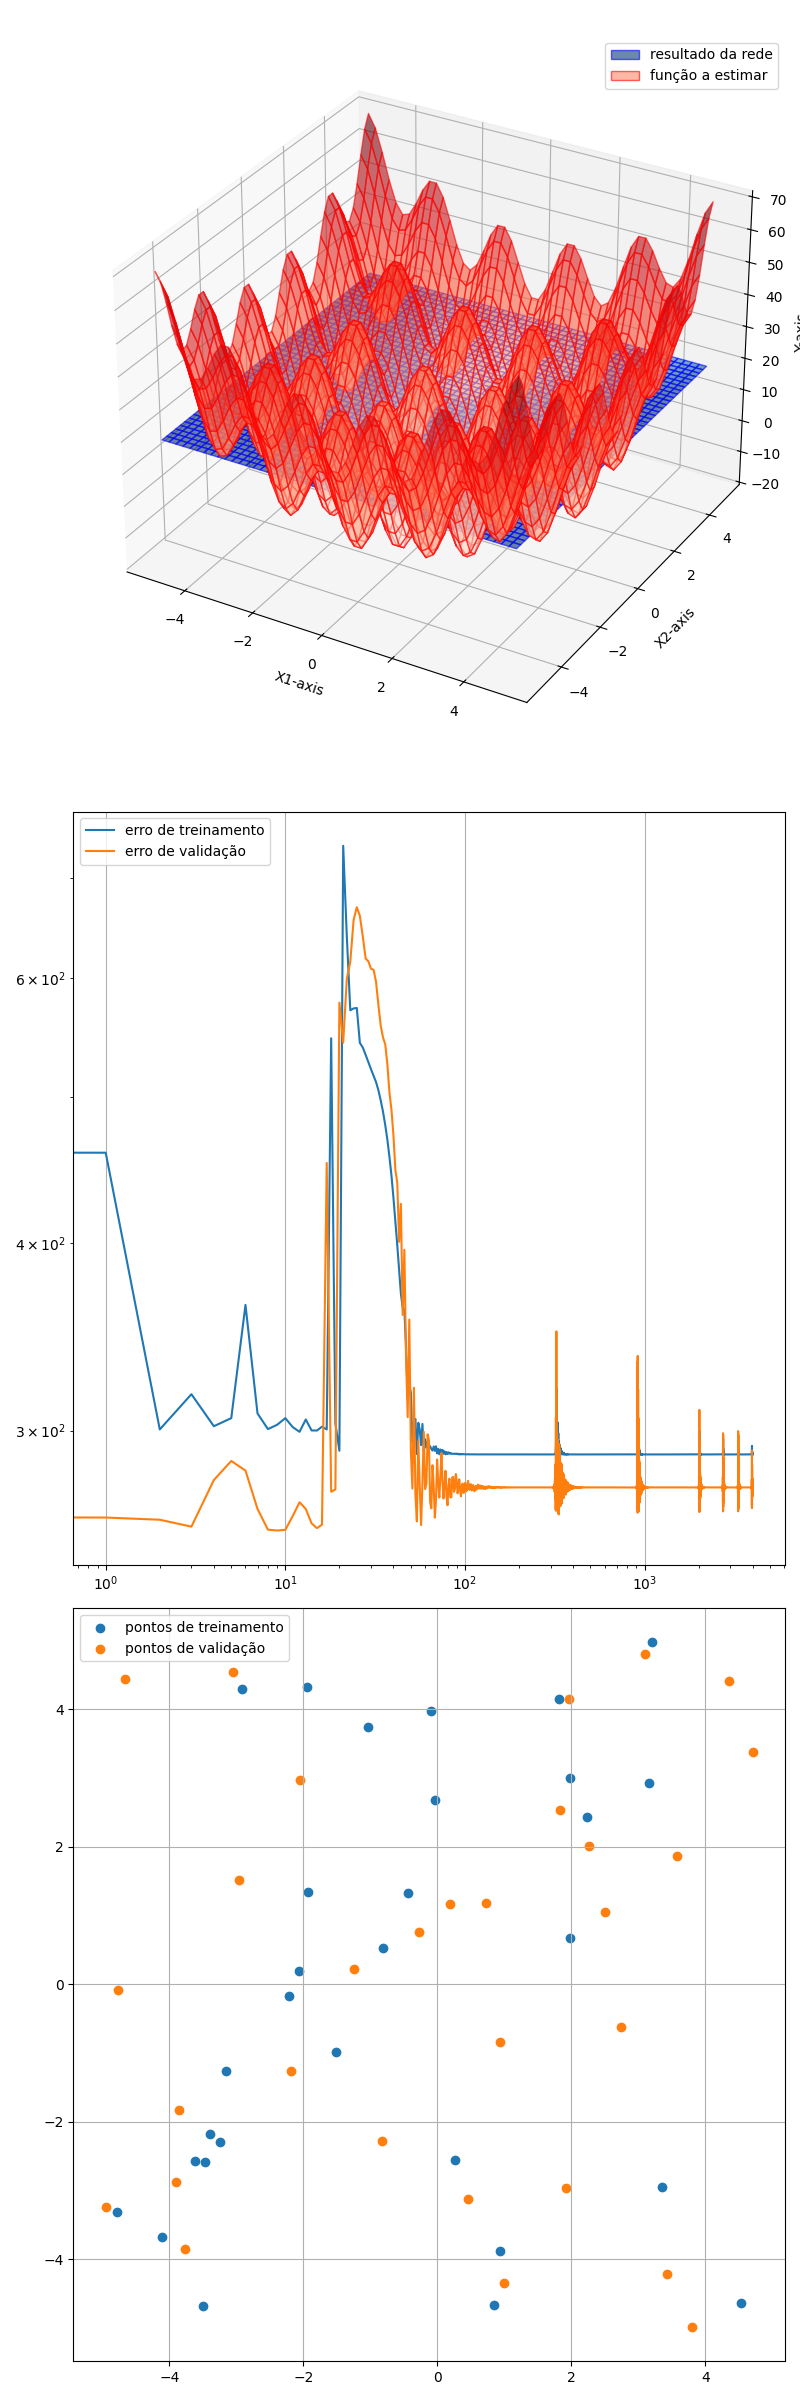 resultado da rede
função a estimar
70
60
50
40
30
20
10
0
−10
−20
4
2
0
−2
−4
X2-axis
−4
−2
0
2
4
X1-axis
erro de treinamento
erro de validação
6 × 10²
4 × 10²
3 × 10²
10⁰ 10¹ 10² 10³
pontos de treinamento
pontos de validação
4
2
0
−2
−4
−4 −2 0 2 4